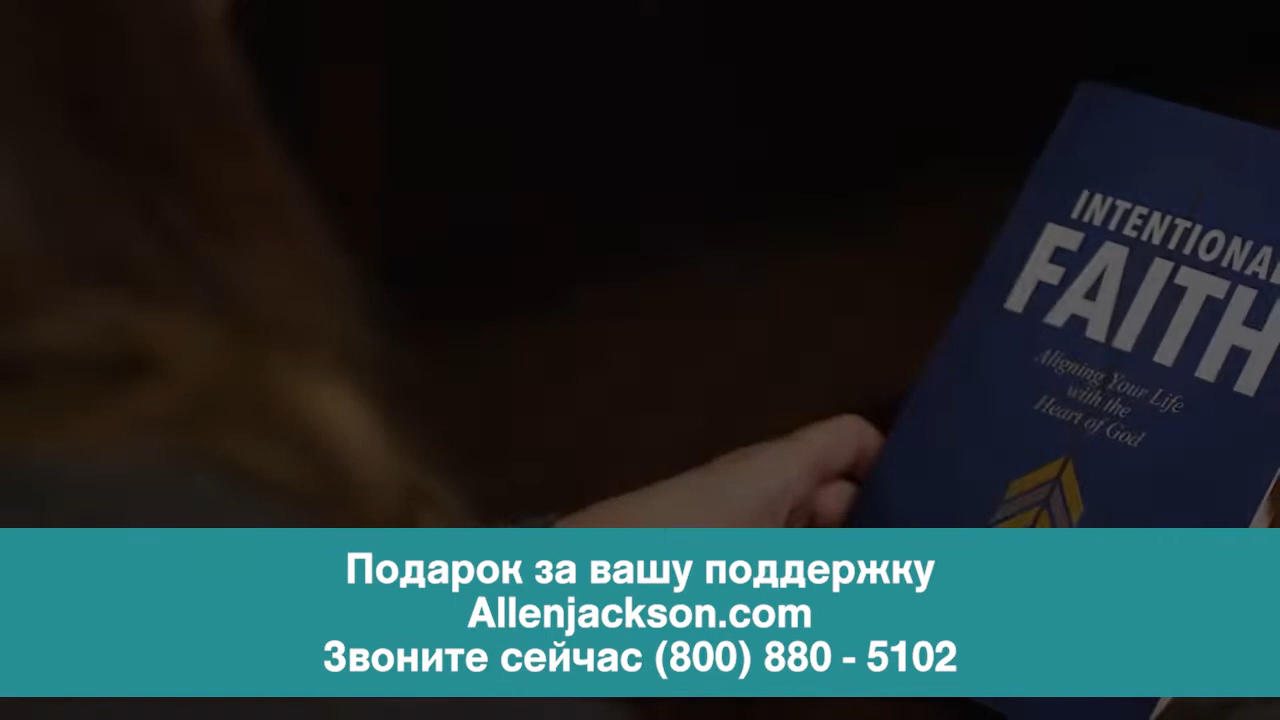 INTENTIONAL
FAITH
Aligning Your Life
with the
Heart of God
Подарок за вашу поддержку
Allenjackson.com
Звоните сейчас (800) 880 - 5102